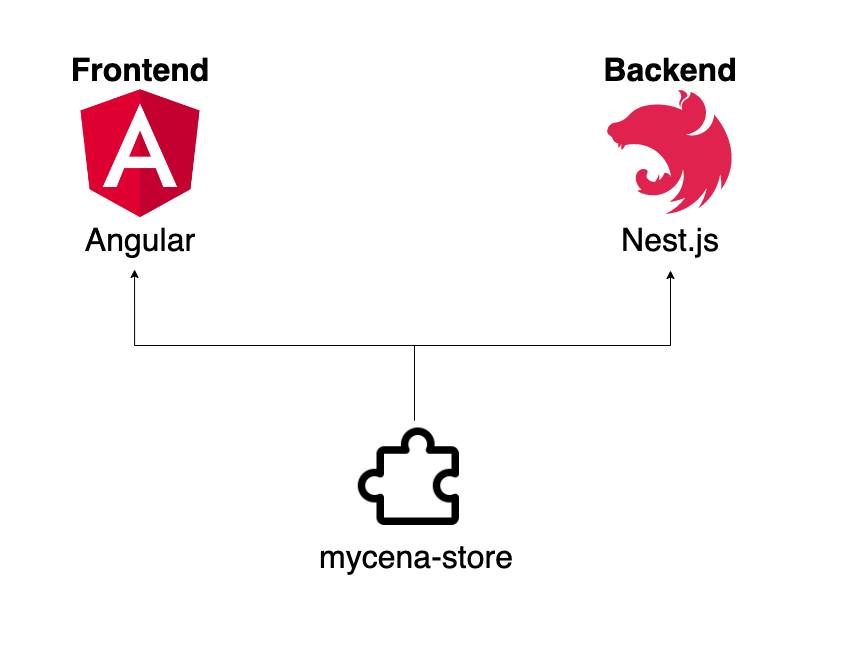 Frontend
Backend
Angular
Nest.js
mycena-store